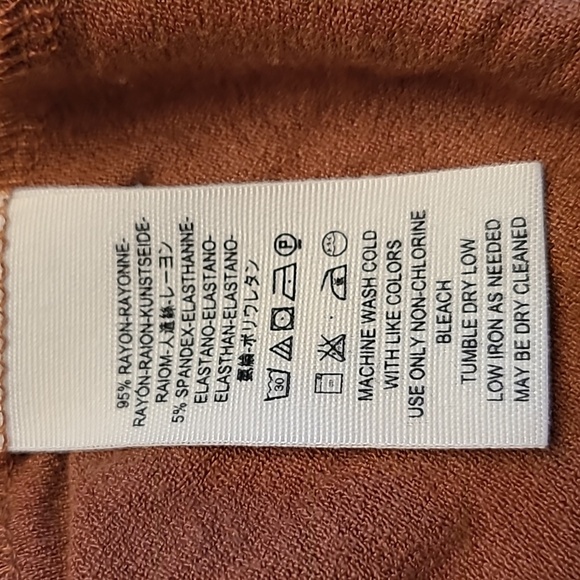 95% RAYON-RAYONNE-
RAYÓN-RAION-KUNSTSEIDE-
RAIOM-人造絲-レーヨン
5% SPANDEX-ELASTHANNE-
ELASTANO-ELASTANO-
ELASTHAN-ELASTANO-
氨綸-ポリウレタン
30 P
MACHINE WASH COLD
WITH LIKE COLORS
USE ONLY NON-CHLORINE
BLEACH
TUMBLE DRY LOW
LOW IRON AS NEEDED
MAY BE DRY CLEANED